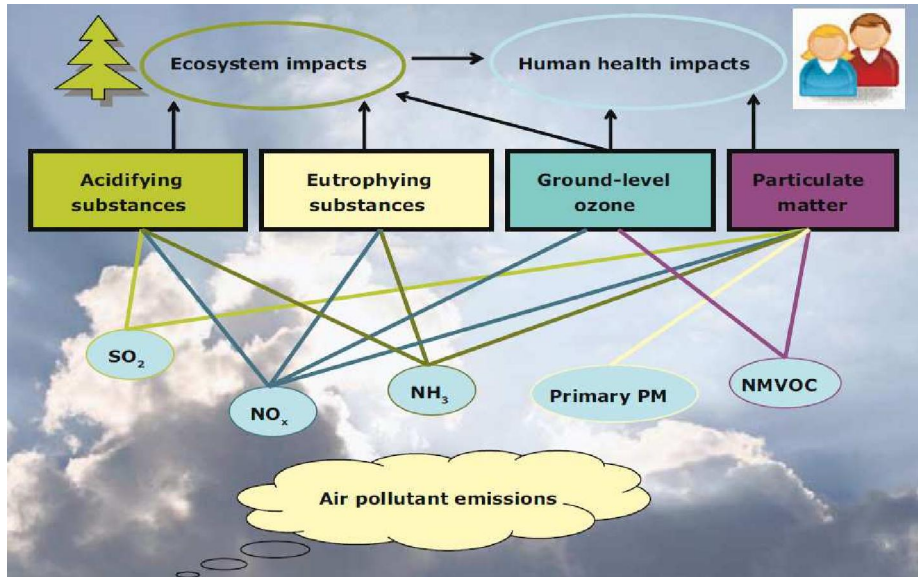 Ecosystem impacts
Human health impacts
Acidifying
substances
Eutrophying
substances
Ground-level
ozone
Particulate
matter
SO₂
NOₓ
NH₃
Primary PM
NMVOC
Air pollutant emissions